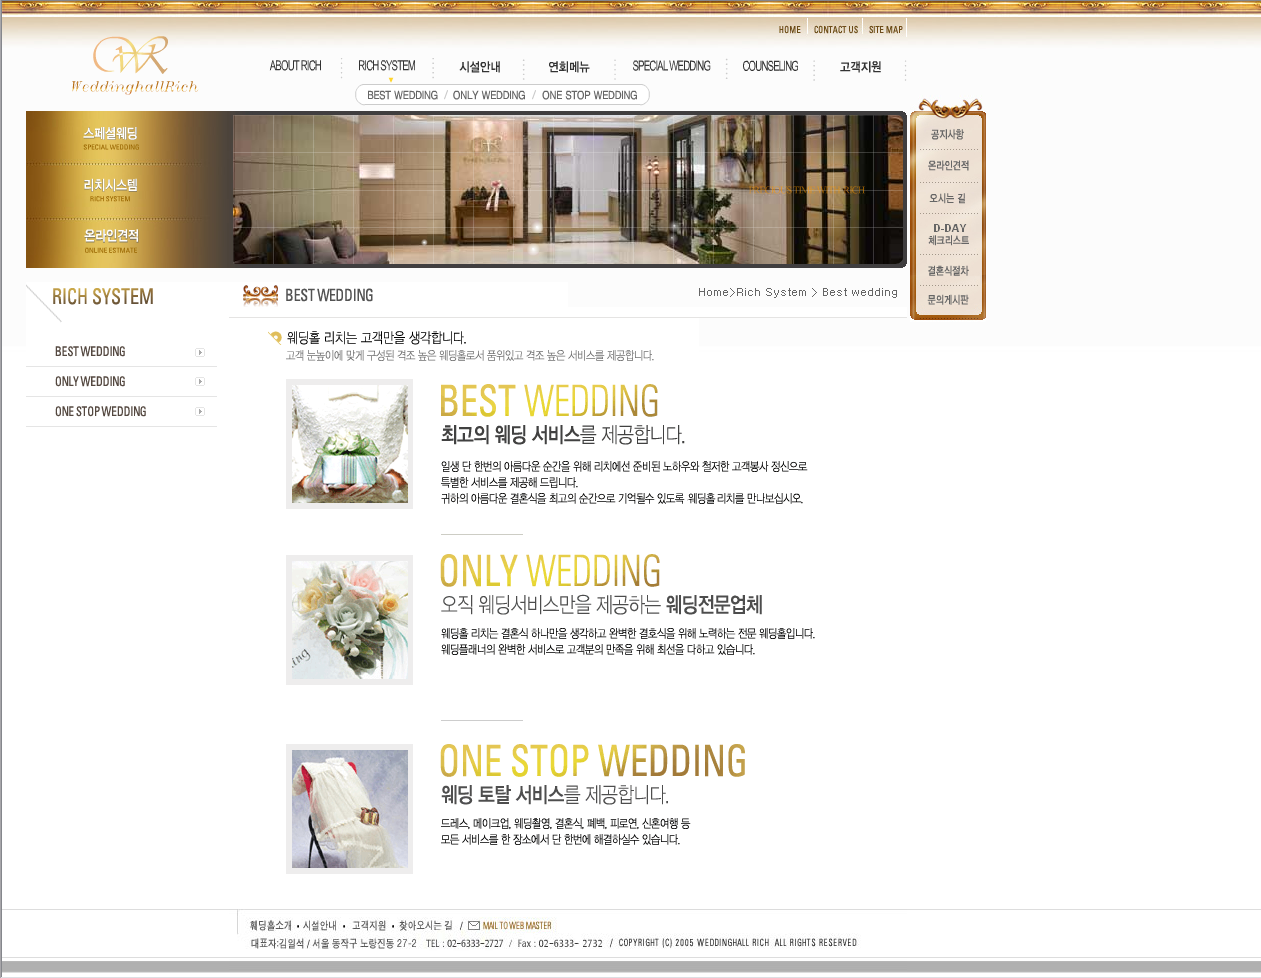 HOME CONTACT US SITE MAP
WR
WeddinghallRich
ABOUT RICH RICH SYSTEM 시설안내 연회메뉴 SPECIAL WEDDING COUNSELING 고객지원
BEST WEDDING / ONLY WEDDING / ONE STOP WEDDING
스페셜웨딩
SPECIAL WEDDING
리치시스템
RICH SYSTEM
온라인견적
ONLINE ESTMATE
WeddinghallRich
공지사항
온라인견적
오시는 길
D-DAY
체크리스트
결혼식절차
문의게시판
RICH SYSTEM
BEST WEDDING
ONLY WEDDING
ONE STOP WEDDING
BEST WEDDING
Home>Rich System > Best wedding
웨딩홀 리치는 고객만을 생각합니다.
고객 눈높이에 맞게 구성된 격조 높은 웨딩홀로서 품위있고 격조 높은 서비스를 제공합니다.
BEST WEDDING
최고의 웨딩 서비스를 제공합니다.
일생 단 한번의 아름다운 순간을 위해 리치에선 준비된 노하우와 철저한 고객봉사 정신으로
특별한 서비스를 제공해 드립니다.
귀하의 아름다운 결혼식을 최고의 순간으로 기억될수 있도록 웨딩홀 리치를 만나보십시오.
ONLY WEDDING
오직 웨딩서비스만을 제공하는 웨딩전문업체
웨딩홀 리치는 결혼식 하나만을 생각하고 완벽한 결호식을 위해 노력하는 전문 웨딩홀입니다.
웨딩플래너의 완벽한 서비스로 고객분의 만족을 위해 최선을 다하고 있습니다.
ONE STOP WEDDING
웨딩 토탈 서비스를 제공합니다.
드레스, 메이크업, 웨딩촬영, 결혼식, 폐백, 피로연, 신혼여행 등
모든 서비스를 한 장소에서 단 한번에 해결하실수 있습니다.
웨딩홀소개 • 시설안내 • 고객지원 • 찾아오시는 길 / MAIL TO WEB MASTER
대표자:김일석 / 서울 동작구 노량진동 27-2 TEL : 02-6333-2727 / Fax : 02-6333- 2732 / COPYRIGHT (C) 2005 WEDDINGHALL RICH ALL RIGHTS RESERVED